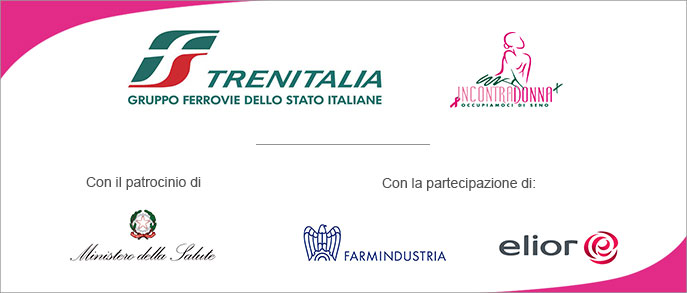 TRENITALIA
GRUPPO FERROVIE DELLO STATO ITALIANE
INCONTRADONNA
OCCUPIAMOCI DI SENO
Con il patrocinio di
Con la partecipazione di:
Ministero della Salute
FARMINDUSTRIA
elior